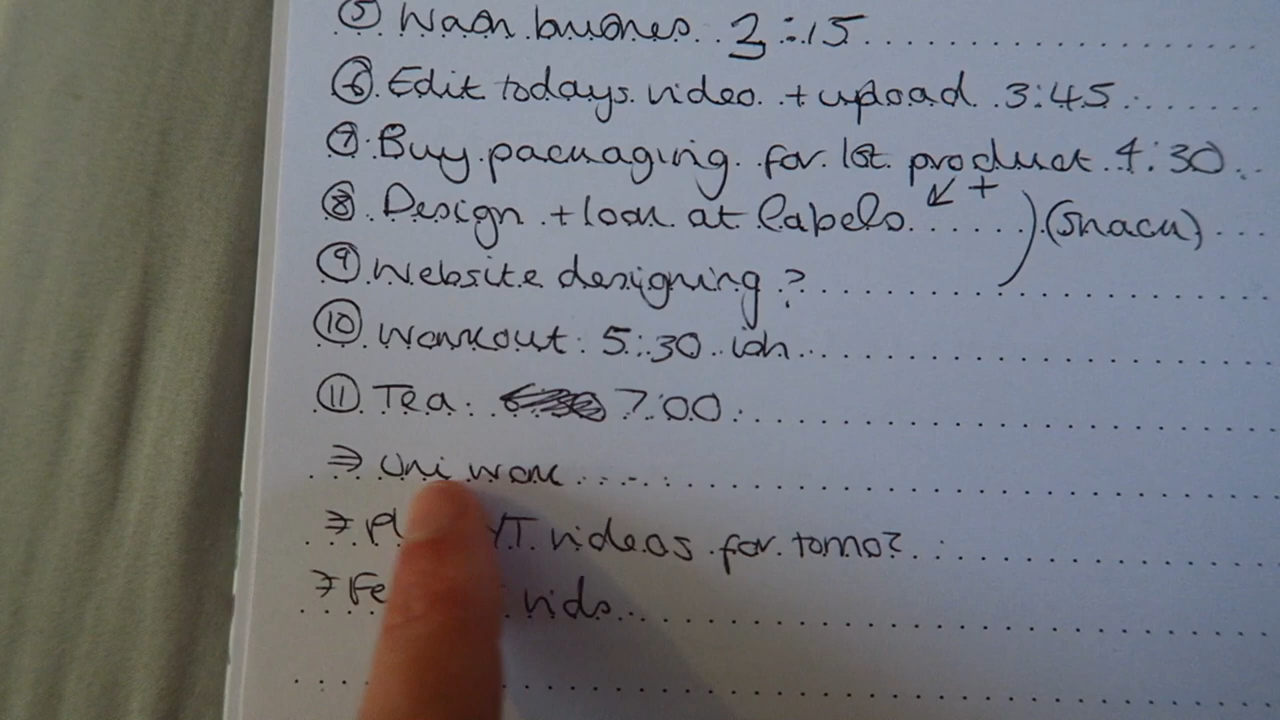 ⑤ Wash brushes 3:15
⑥ Edit todays video + upload 3:45
⑦ Buy packaging for 1st product 4:30
⑧ Design + look at labels ↙ + (snack)
⑨ Website designing?
⑩ Workout 5:30 ish
⑪ Tea 7:00
⇒ Uni work
⇒ YT videos for tomo?
⇒ vids